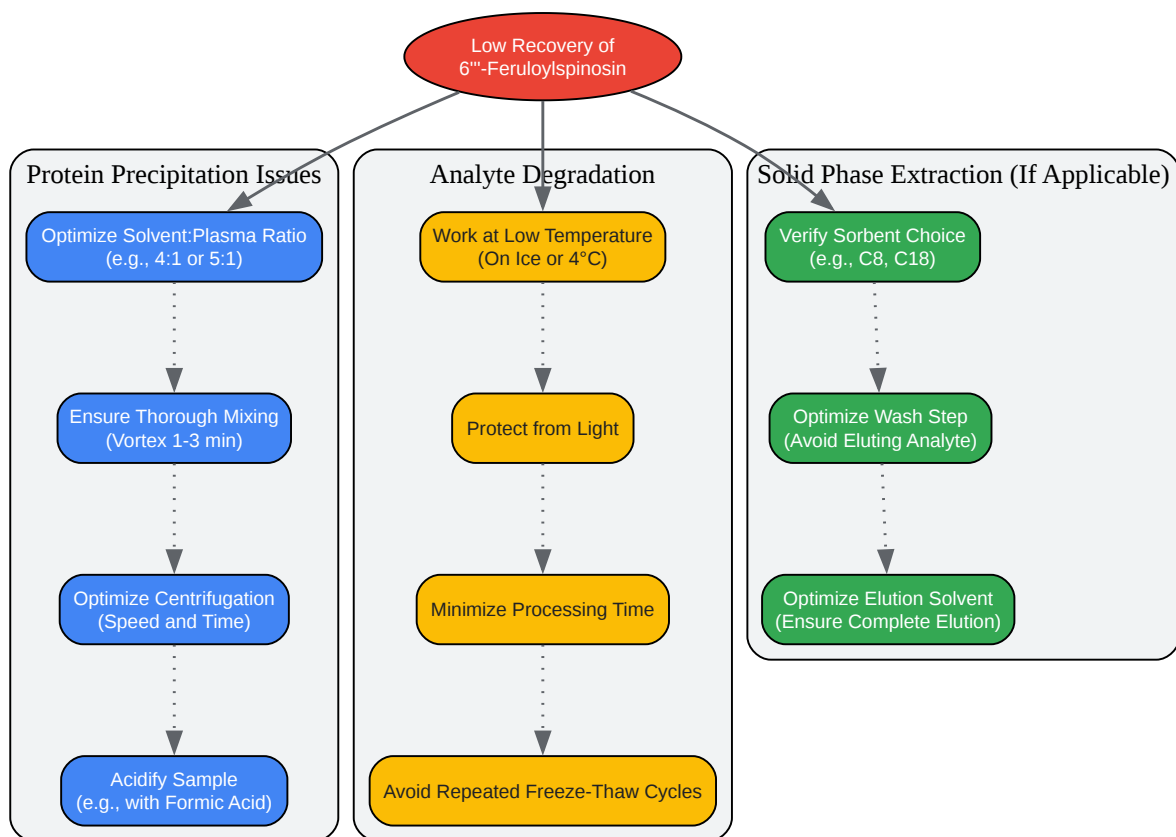 Low Recovery of
6'''-Feruloylspinosin
Protein Precipitation Issues
Optimize Solvent:Plasma Ratio
(e.g., 4:1 or 5:1)
Ensure Thorough Mixing
(Vortex 1-3 min)
Optimize Centrifugation
(Speed and Time)
Acidify Sample
(e.g., with Formic Acid)
Analyte Degradation
Work at Low Temperature
(On Ice or 4°C)
Protect from Light
Minimize Processing Time
Avoid Repeated Freeze-Thaw Cycles
Solid Phase Extraction (If Applicable)
Verify Sorbent Choice
(e.g., C8, C18)
Optimize Wash Step
(Avoid Eluting Analyte)
Optimize Elution Solvent
(Ensure Complete Elution)